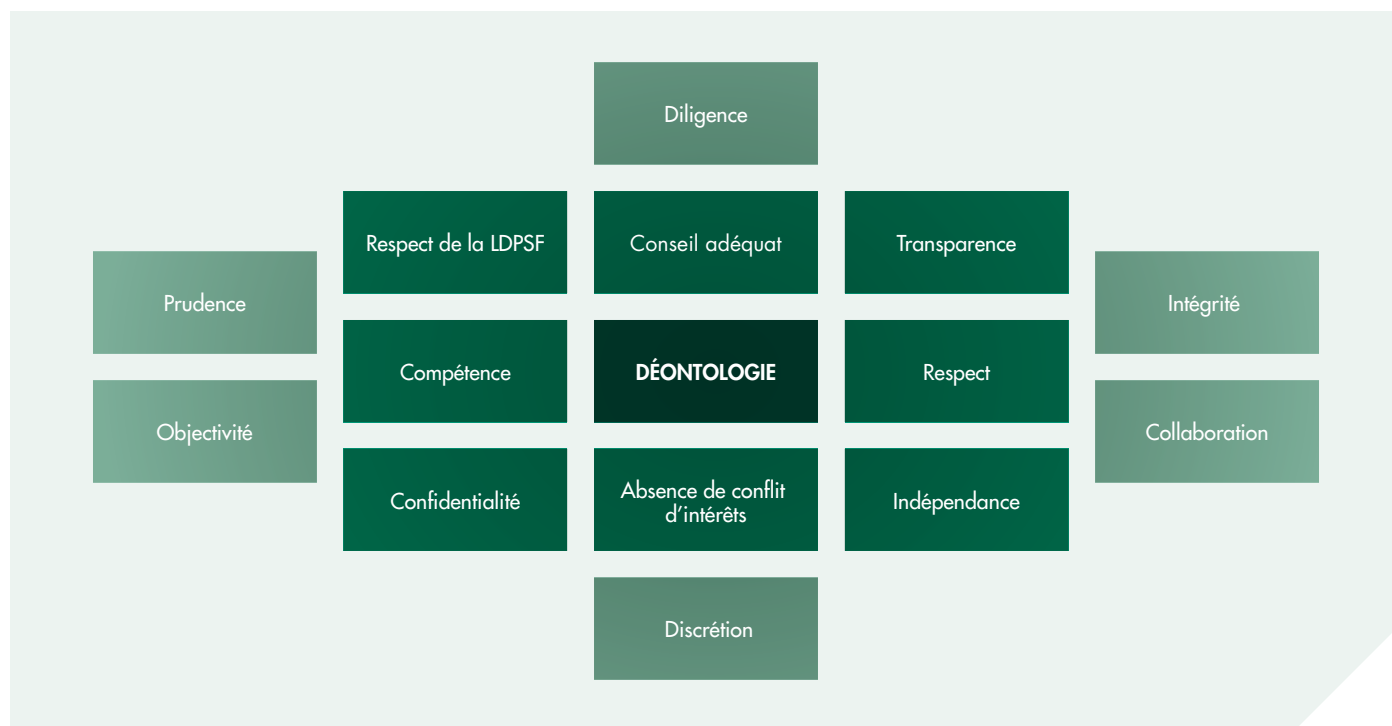 Diligence
Respect de la LDPSF
Conseil adéquat
Transparence
Prudence
Intégrité
Compétence
DÉONTOLOGIE
Respect
Objectivité
Collaboration
Confidentialité
Absence de conflit
d’intérêts
Indépendance
Discrétion